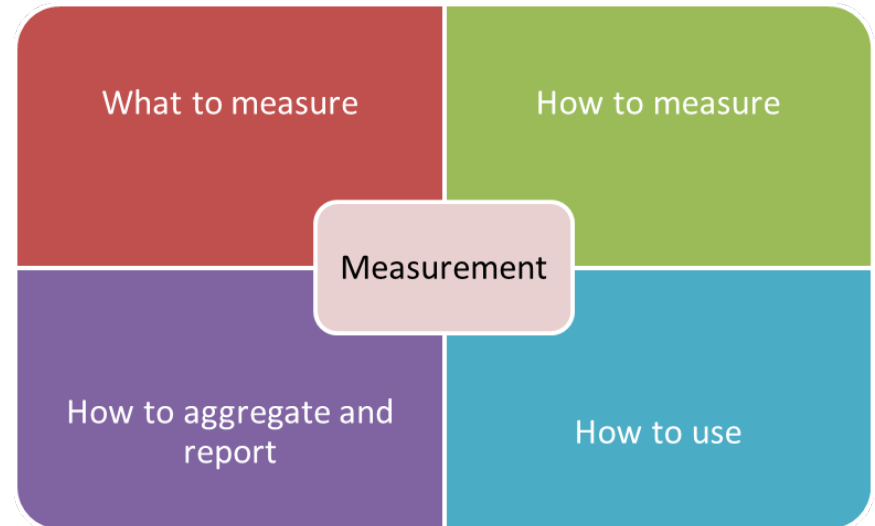 What to measure
How to measure
Measurement
How to aggregate and
report
How to use